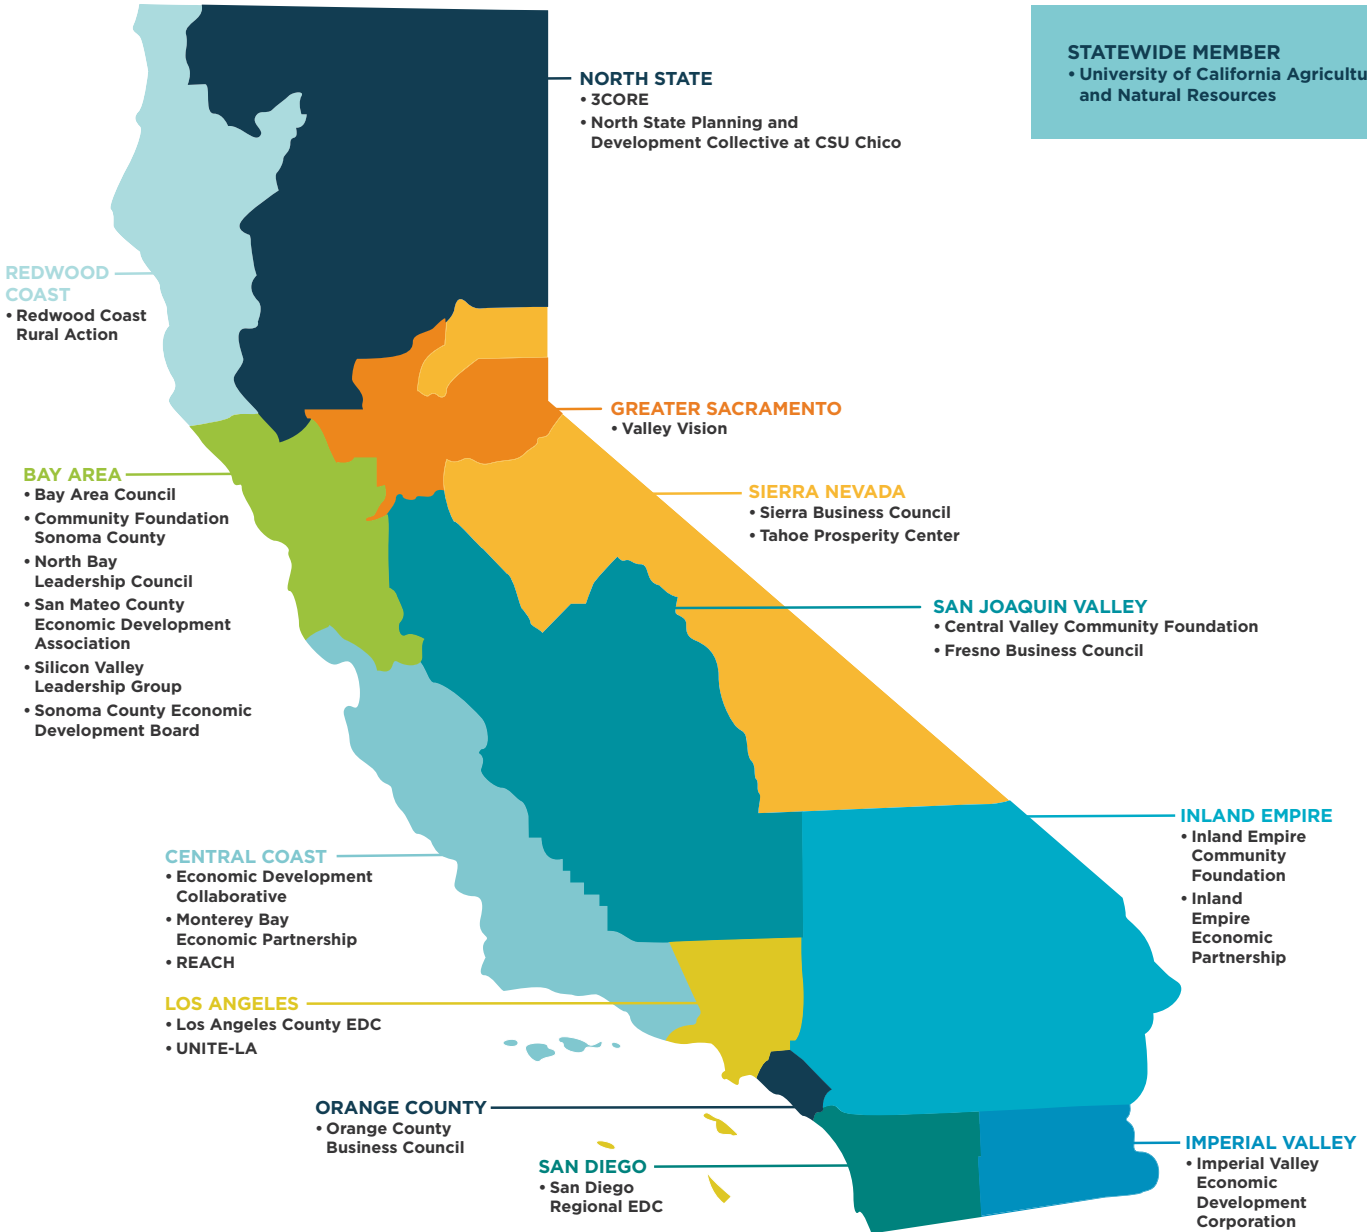 STATEWIDE MEMBER
• University of California
and Natural Resources
NORTH STATE
• 3CORE
• North State Planning and
Development Collective at CSU Chico
REDWOOD
COAST
• Redwood Coast
Rural Action
GREATER SACRAMENTO
• Valley Vision
BAY AREA
• Bay Area Council
• Community Foundation
Sonoma County
• North Bay
Leadership Council
• San Mateo County
Economic Development
Association
• Silicon Valley
Leadership Group
• Sonoma County Economic
Development Board
SIERRA NEVADA
• Sierra Business Council
• Tahoe Prosperity Center
SAN JOAQUIN VALLEY
• Central Valley Community Foundation
• Fresno Business Council
INLAND EMPIRE
• Inland Empire
Community
Foundation
• Inland
Empire
Economic
Partnership
CENTRAL COAST
• Economic Development
Collaborative
• Monterey Bay
Economic Partnership
• REACH
LOS ANGELES
• Los Angeles County EDC
• UNITE-LA
ORANGE COUNTY
• Orange County
Business Council
SAN DIEGO
• San Diego
Regional EDC
IMPERIAL VALLEY
• Imperial Valley
Economic
Development
Corporation